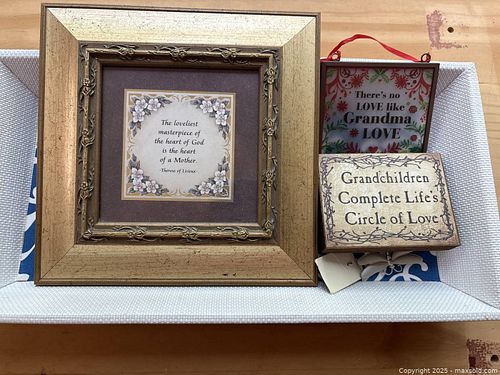 The loveliest
masterpiece of
the heart of God
is the heart
of a Mother.
-Therese of Lisieux
There's no
LOVE like
Grandma
LOVE
Grandchildren
Complete Life's
Circle of Love
Copyright 2025 - maxsold.com